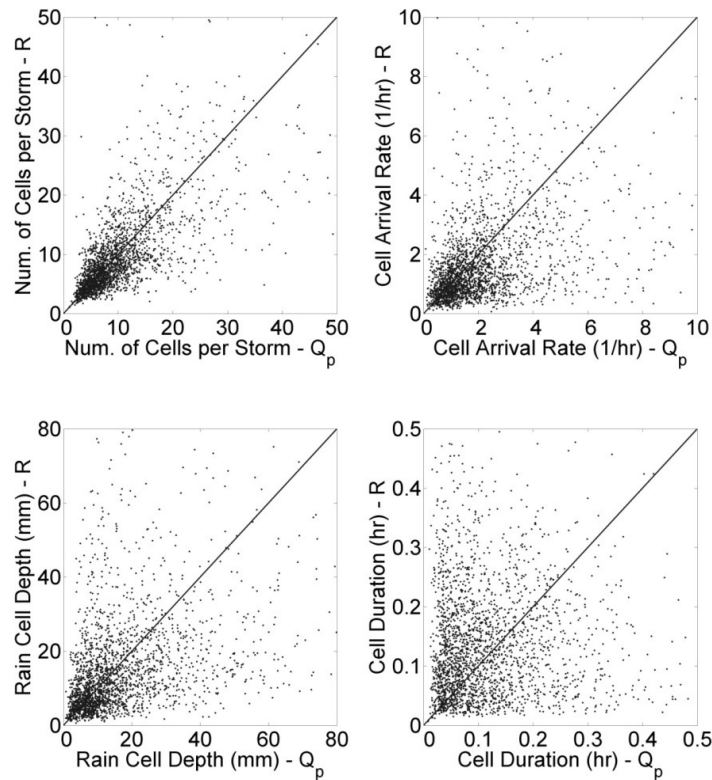 50
40
30
20
10
0
Num. of Cells per Storm - R
0 10 20 30 40 50
Num. of Cells per Storm - Qp
10
8
6
4
2
0
Cell Arrival Rate (1/hr) - R
0 2 4 6 8 10
Cell Arrival Rate (1/hr) - Qp
80
60
40
20
0
Rain Cell Depth (mm) - R
0 20 40 60 80
Rain Cell Depth (mm) - Qp
0.5
0.4
0.3
0.2
0.1
0
Cell Duration (hr) - R
0 0.1 0.2 0.3 0.4 0.5
Cell Duration (hr) - Qp